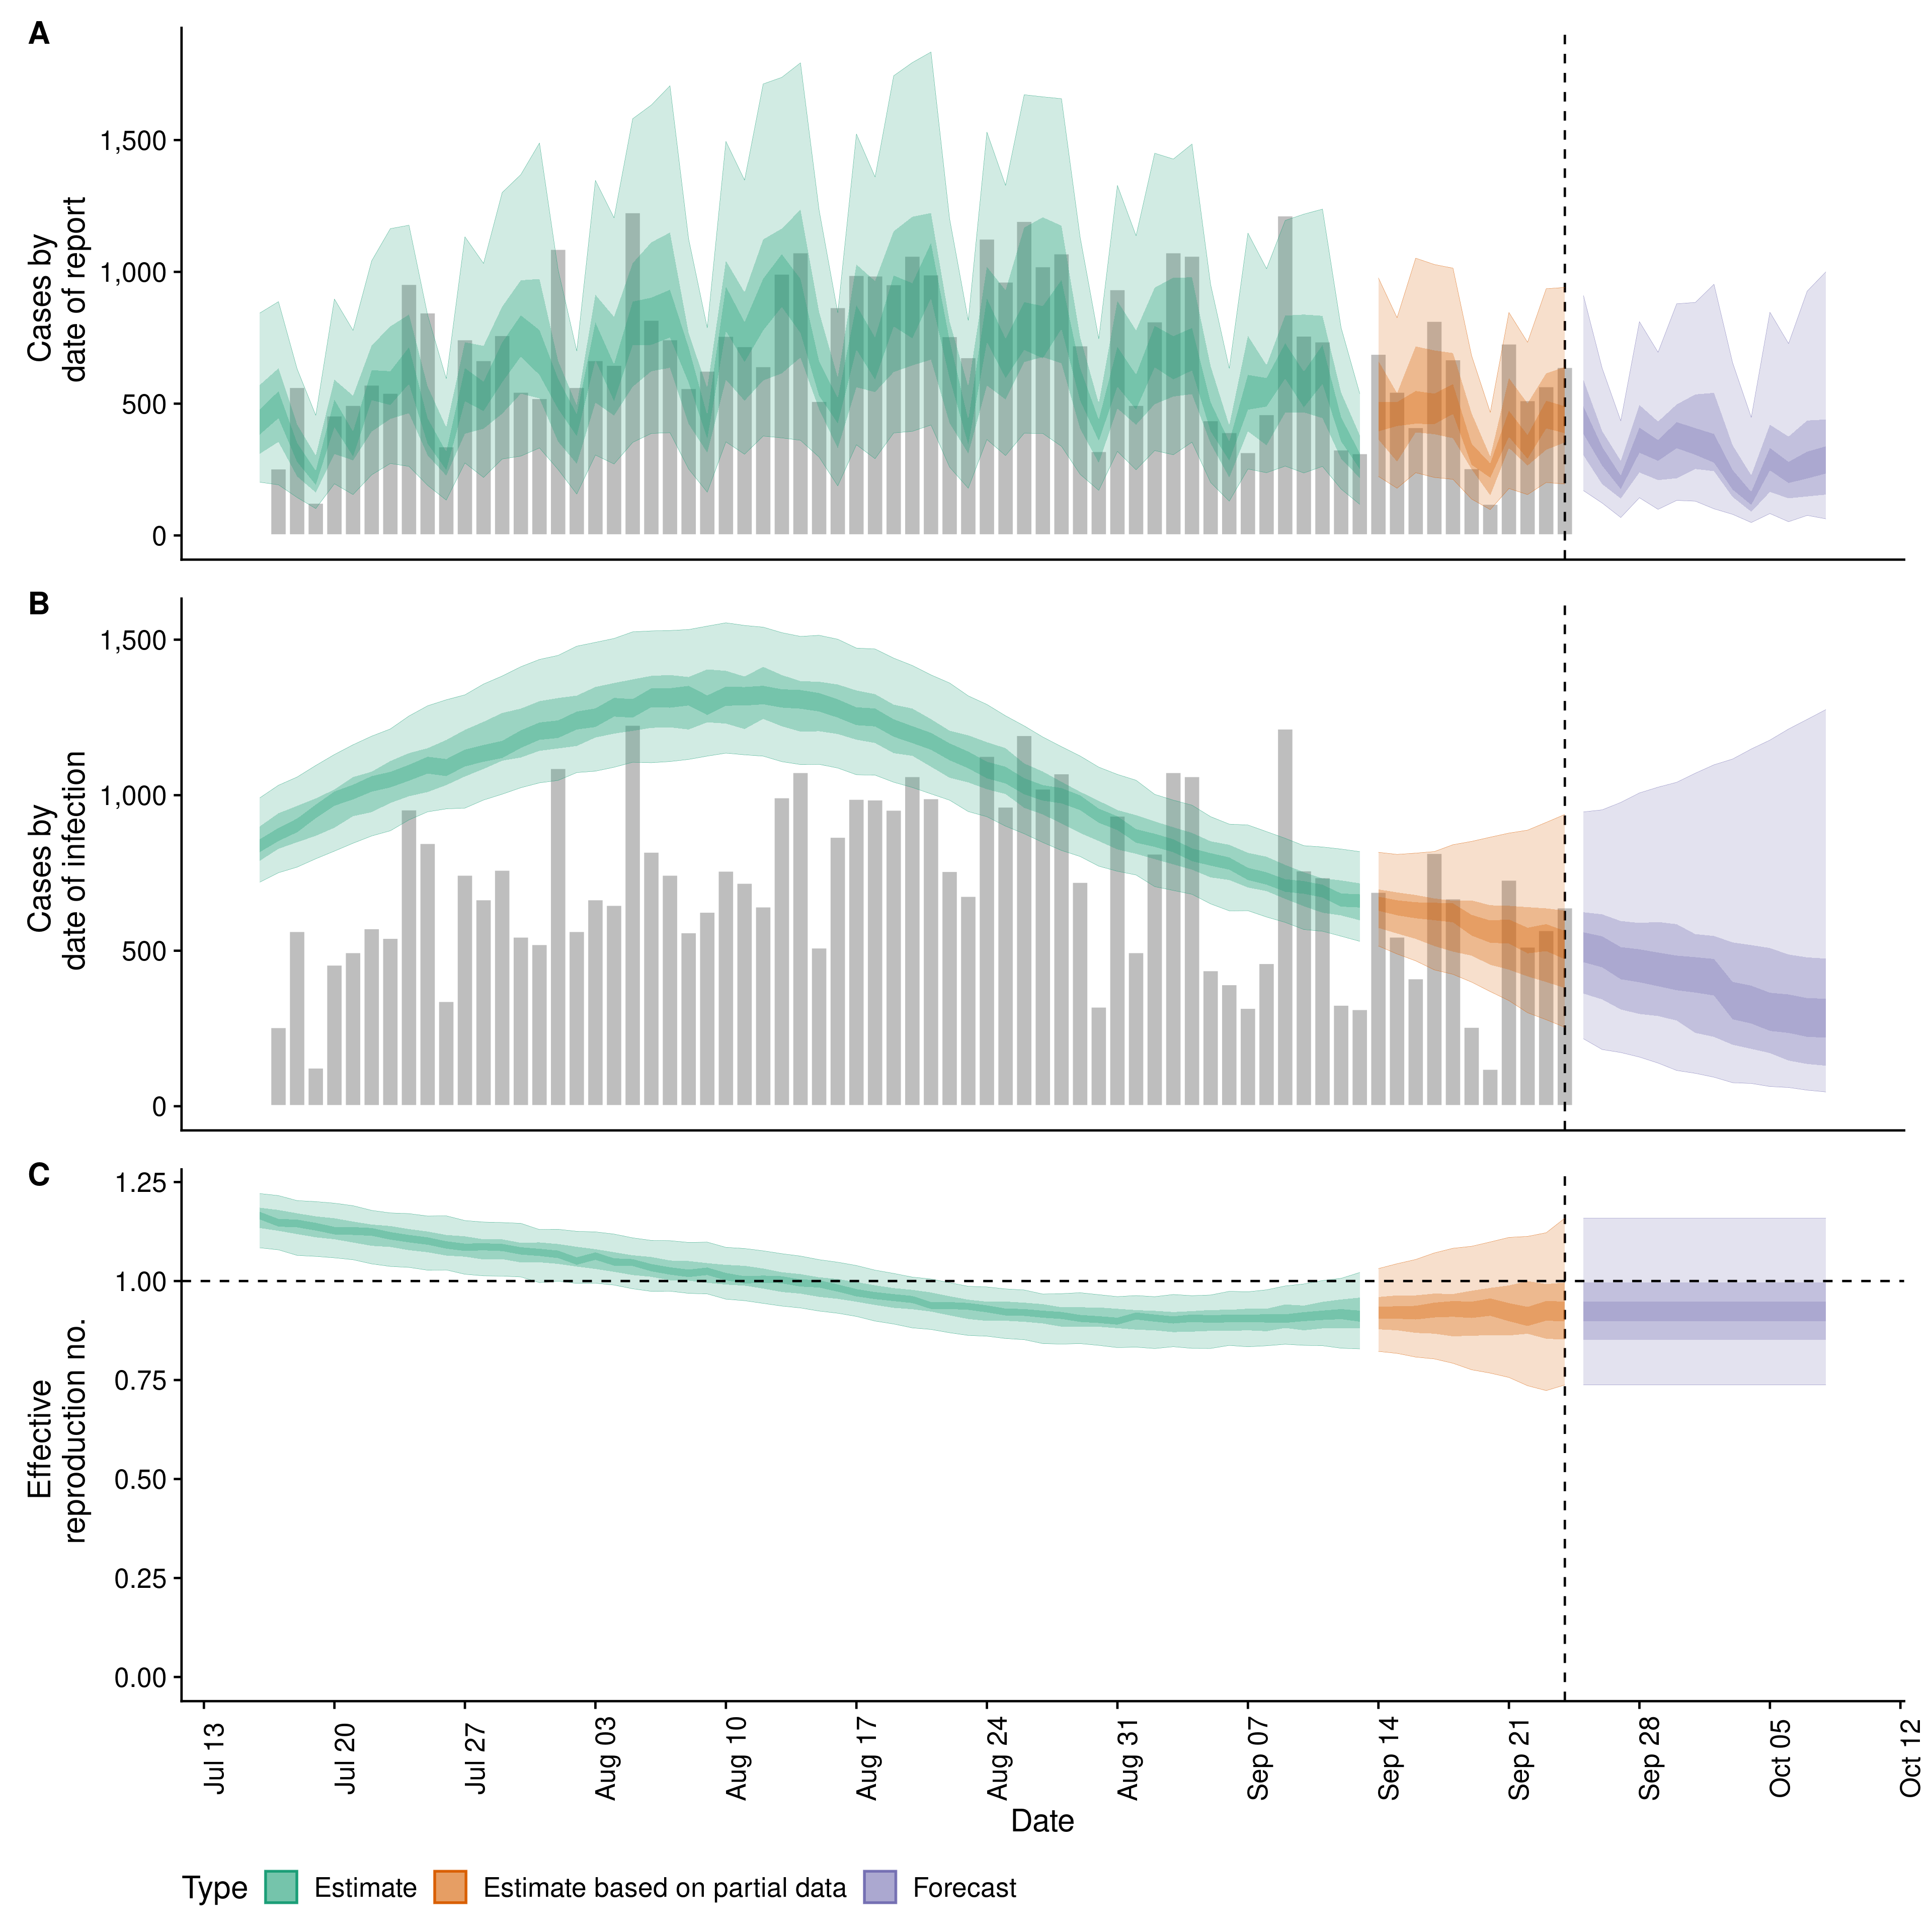 A
Cases by
date of report
1,500
1,000
500
0
B
Cases by
date of infection
1,500
1,000
500
0
C
Effective
reproduction no.
1.25
1.00
0.75
0.50
0.25
0.00
Jul 13
Jul 20
Jul 27
Aug 03
Aug 10
Aug 17
Aug 24
Aug 31
Sep 07
Sep 14
Sep 21
Sep 28
Oct 05
Oct 12
Date
Type Estimate Estimate based on partial data Forecast